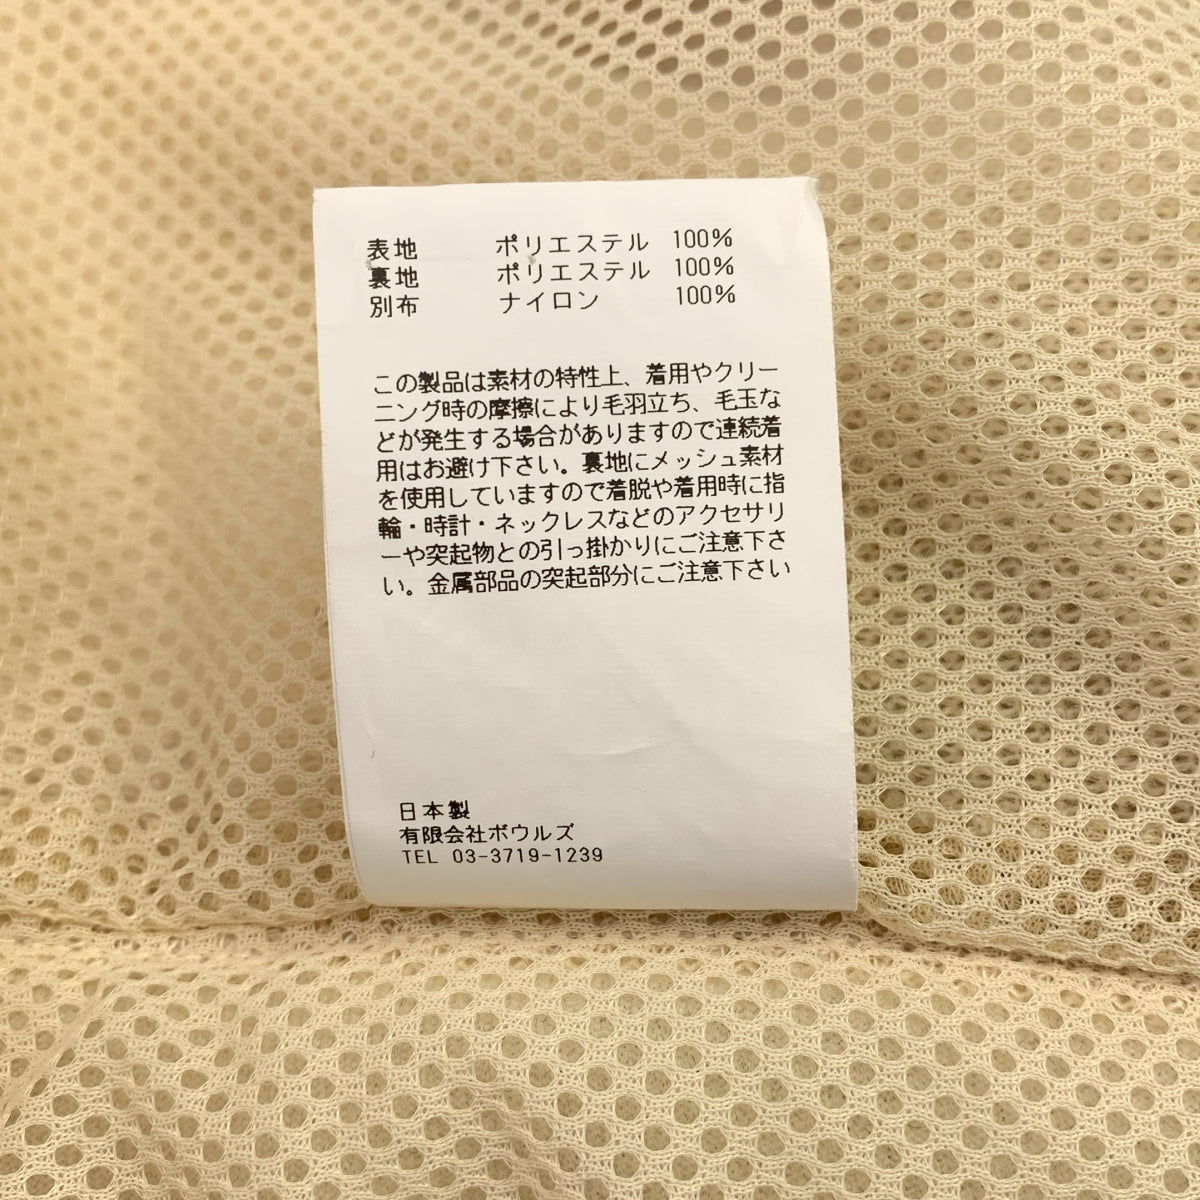 表地 ポリエステル 100%
裏地 ポリエステル 100%
別布 ナイロン 100%
この製品は素材の特性上、着用やクリー
ニング時の摩擦により毛羽立ち、毛玉な
どが発生する場合がありますので連続着
用はお避け下さい。裏地にメッシュ素材
を使用していますので着脱や着用時に指
輪・時計・ネックレスなどのアクセサリ
ーや突起物との引っ掛かりにご注意下さ
い。金属部品の突起部分にご注意下さい
日本製
有限会社ボウルズ
TEL 03-3719-1239